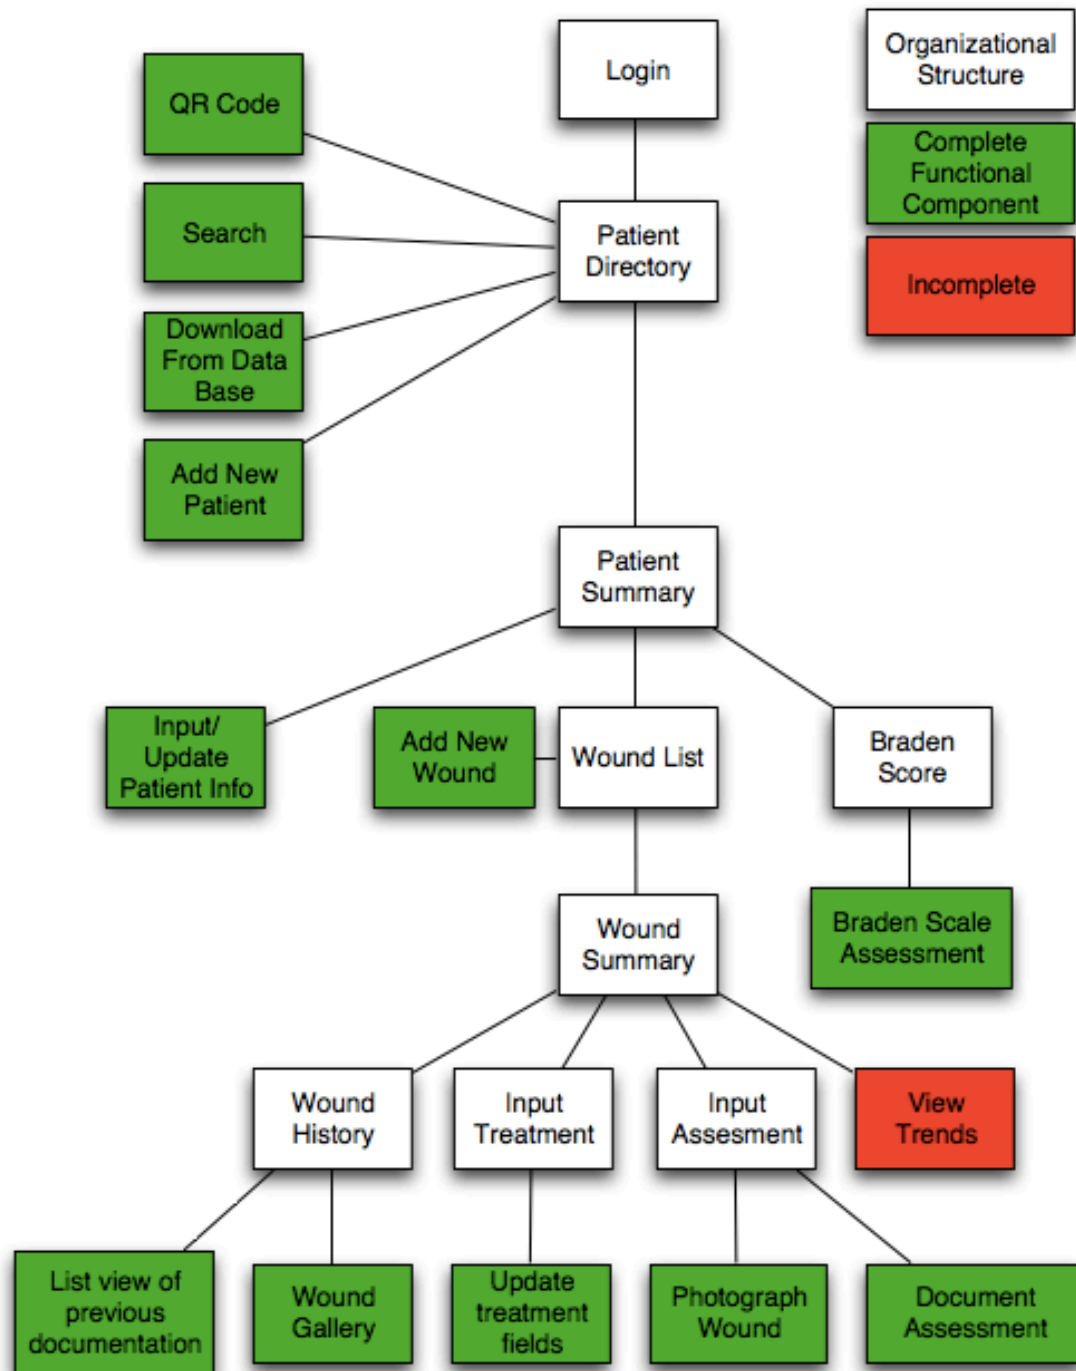 Login
Organizational
Structure
QR Code
Complete
Functional
Component
Search
Patient
Directory
Incomplete
Download
From Data
Base
Add New
Patient
Patient
Summary
Input/
Update
Patient Info
Add New
Wound
Wound List
Braden
Score
Wound
Summary
Braden Scale
Assessment
Wound
History
Input
Treatment
Input
Assesment
View
Trends
List view of
previous
documentation
Wound
Gallery
Update
treatment
fields
Photograph
Wound
Document
Assessment